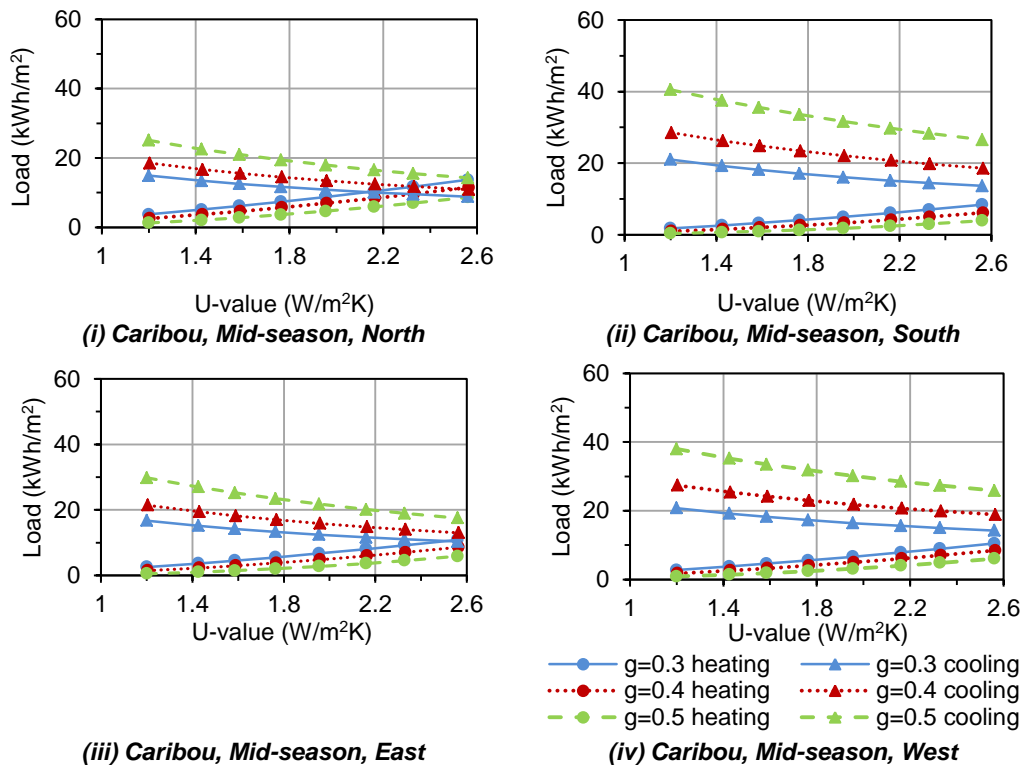 60
40
20
0
Load (kWh/m²)
1 1.4 1.8 2.2 2.6
U-value (W/m²K)
(i) Caribou, Mid-season, North
60
40
20
0
Load (kWh/m²)
1 1.4 1.8 2.2 2.6
U-value (W/m²K)
(ii) Caribou, Mid-season, South
60
40
20
0
Load (kWh/m²)
1 1.4 1.8 2.2 2.6
U-value (W/m²K)
(iii) Caribou, Mid-season, East
60
40
20
0
Load (kWh/m²)
1 1.4 1.8 2.2 2.6
U-value (W/m²K)
g=0.3 heating g=0.3 cooling
g=0.4 heating g=0.4 cooling
g=0.5 heating g=0.5 cooling
(iv) Caribou, Mid-season, West